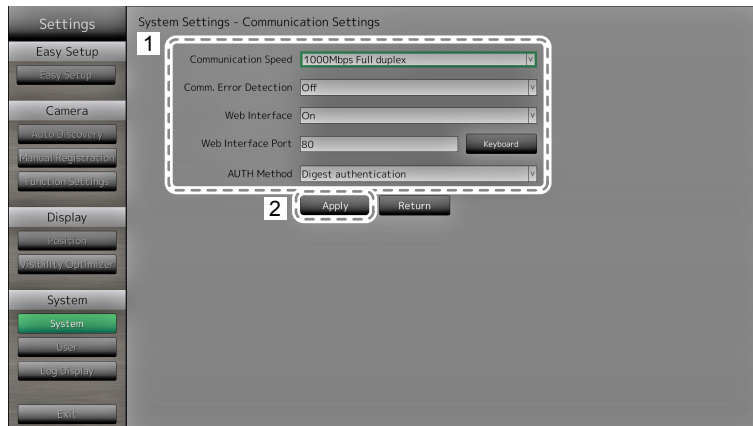 Settings
System Settings - Communication Settings
1
Easy Setup
Easy Setup
Communication Speed 1000Mbps Full duplex
Comm. Error Detection Off
Camera
Web Interface On
Auto Discovery
Web Interface Port 80 Keyboard
Manual Registration
AUTH Method Digest authentication
Function Settings
2 Apply Return
Display
Position
Visibility Optimizer
System
System
User
Log Display
Exit